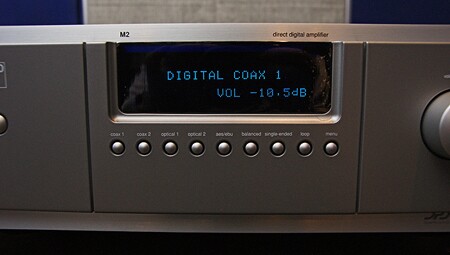 M2
direct digital amplifier
DIGITAL COAX 1
VOL -10.5dB
coax 1 coax 2 optical 1 optical 2 aes/ebu balanced single-ended loop menu